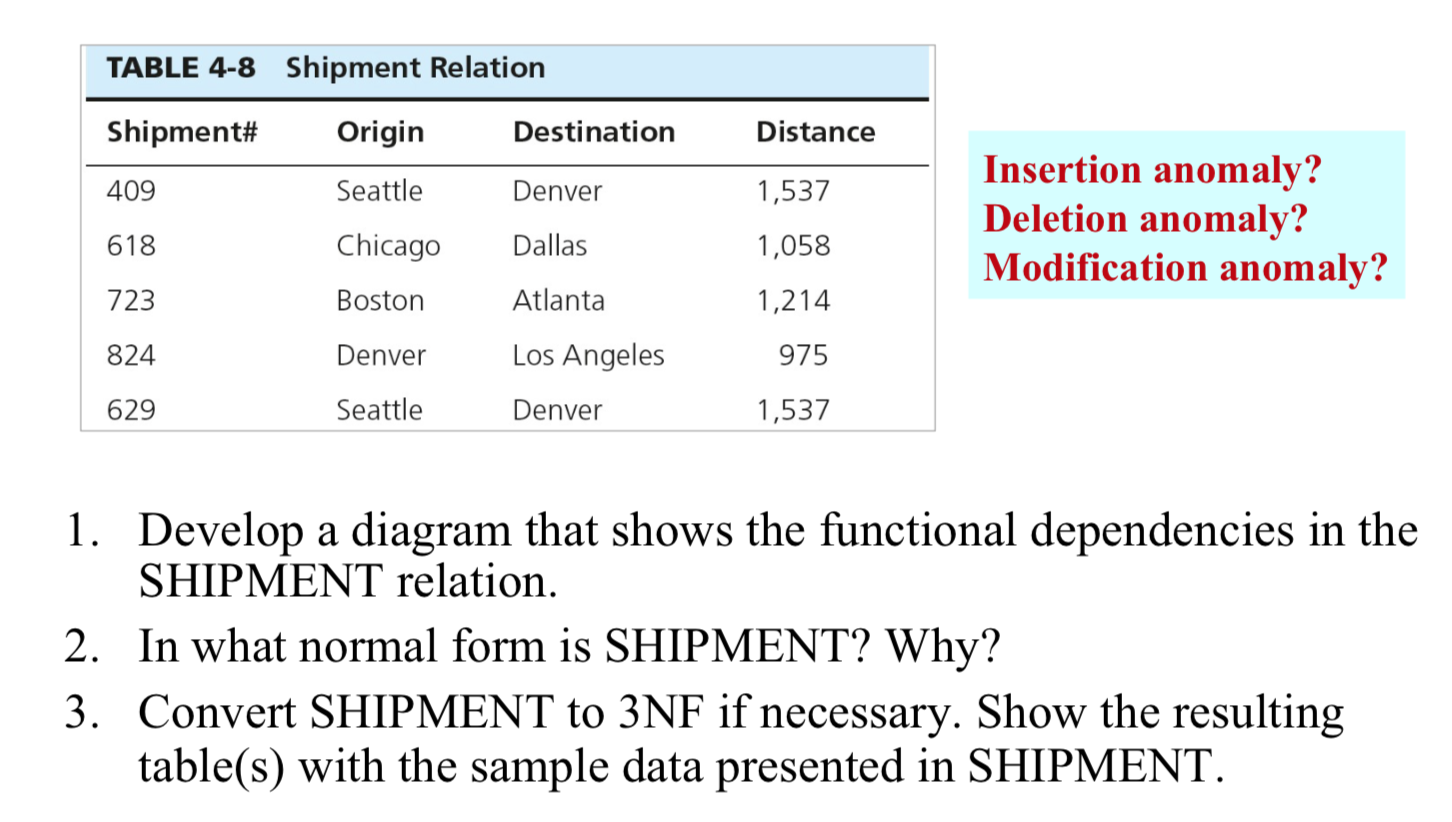 TABLE 4-8 Shipment Relation
Shipment# Origin Destination Distance
409 Seattle Denver 1,537
618 Chicago Dallas 1,058
723 Boston Atlanta 1,214
824 Denver Los Angeles 975
629 Seattle Denver 1,537
Insertion anomaly?
Deletion anomaly?
Modification anomaly?
1. Develop a diagram that shows the functional dependencies in the
SHIPMENT relation.
2. In what normal form is SHIPMENT? Why?
3. Convert SHIPMENT to 3NF if necessary. Show the resulting
table(s) with the sample data presented in SHIPMENT.